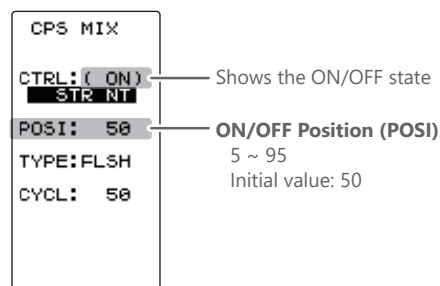 CPS MIX
CTRL:( ON)
STR NT
POSI: 50
TYPE:FLSH
CYCL: 50
Shows the ON/OFF state
ON/OFF Position (POSI)
5 ~ 95
Initial value: 50